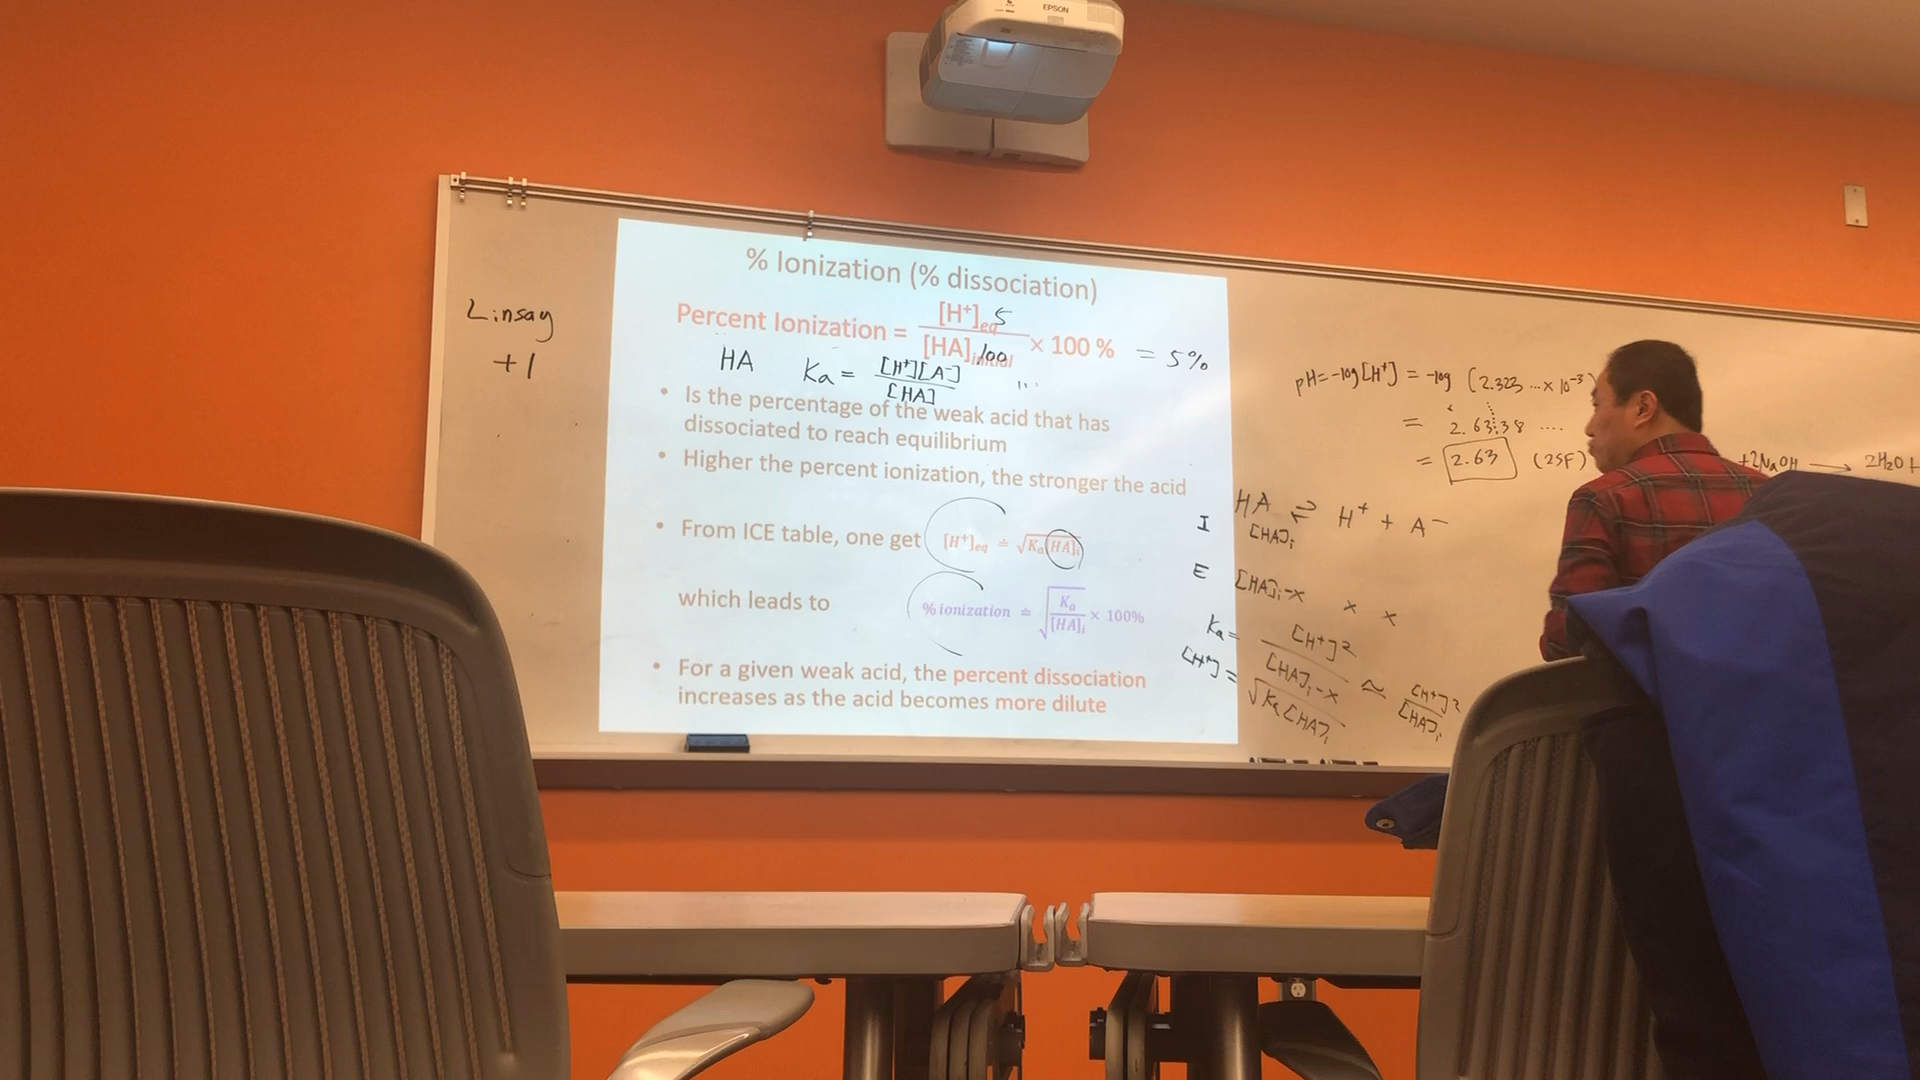 EPSON
Linsay
+1
% Ionization (% dissociation)
Percent Ionization = [H⁺]eq / [HA]initial × 100 %
5
100
= 5%
HA Ka = [H⁺][A⁻] / [HA]
• Is the percentage of the weak acid that has
dissociated to reach equilibrium
• Higher the percent ionization, the stronger the acid
• From ICE table, one get [H⁺]eq ≐ √Ka[HA]i
which leads to % ionization ≐ √Ka/[HA]i × 100%
• For a given weak acid, the percent dissociation
increases as the acid becomes more dilute
pH = -log[H⁺] = -log (2.323 ... × 10⁻³)
= 2.6338 ....
= 2.63 (2SF)
+2NaOH → 2H₂O +
HA ⇌ H⁺ + A⁻
I [HA]i
E [HA]i-x x x
Ka = [H⁺]² / [HA]i-x ≈ [H⁺]² / [HA]i
[H⁺] = √Ka[HA]i